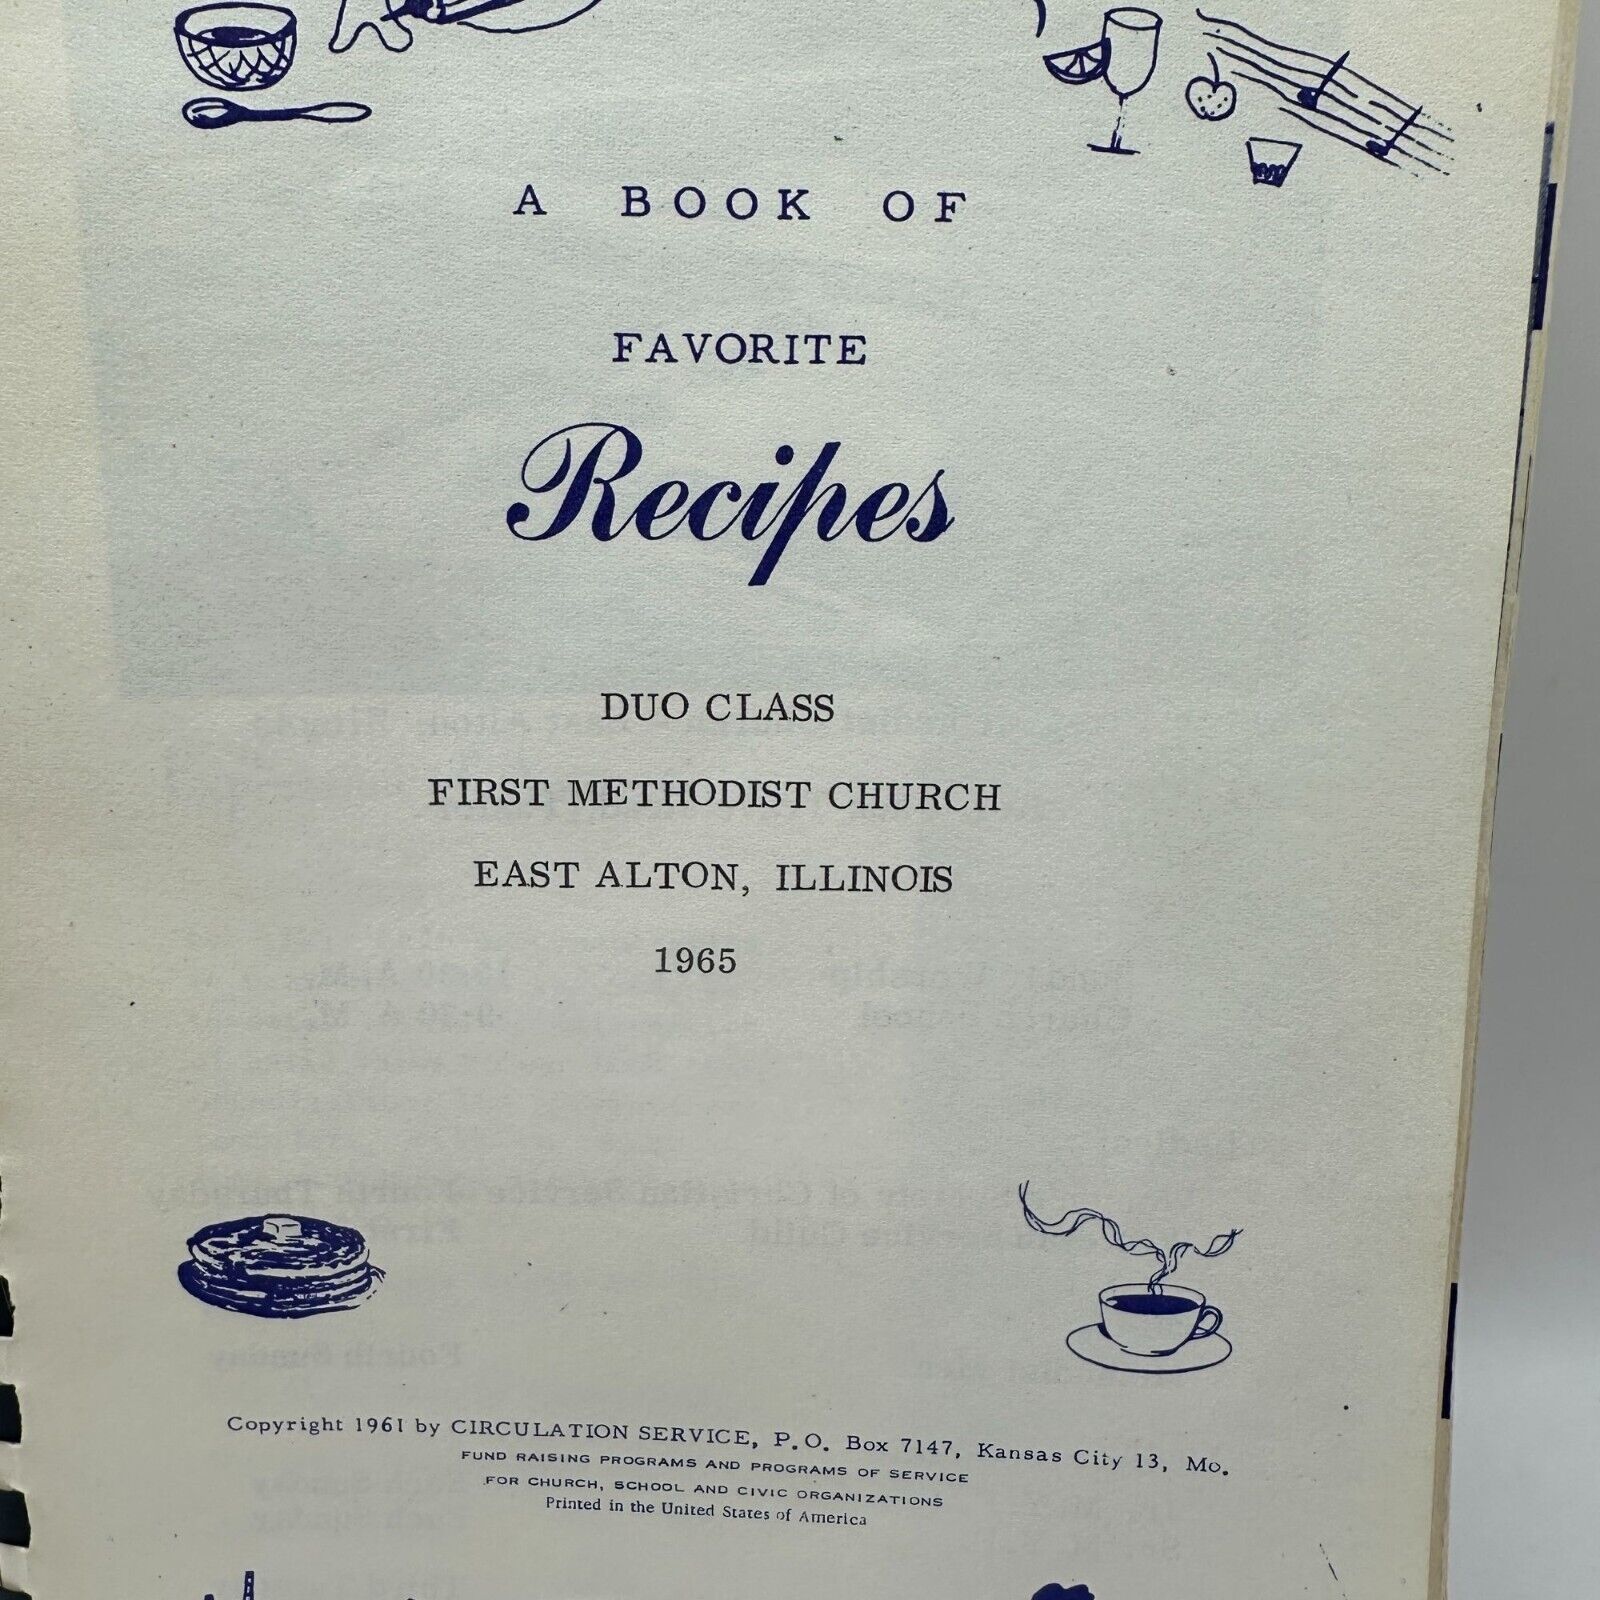 A BOOK OF
FAVORITE
Recipes
DUO CLASS
FIRST METHODIST CHURCH
EAST ALTON, ILLINOIS
1965
Copyright 1961 by CIRCULATION SERVICE, P.O. Box 7147, Kansas City 13, Mo.
FUND RAISING PROGRAMS AND PROGRAMS OF SERVICE
FOR CHURCH, SCHOOL AND CIVIC ORGANIZATIONS
Printed in the United States of America